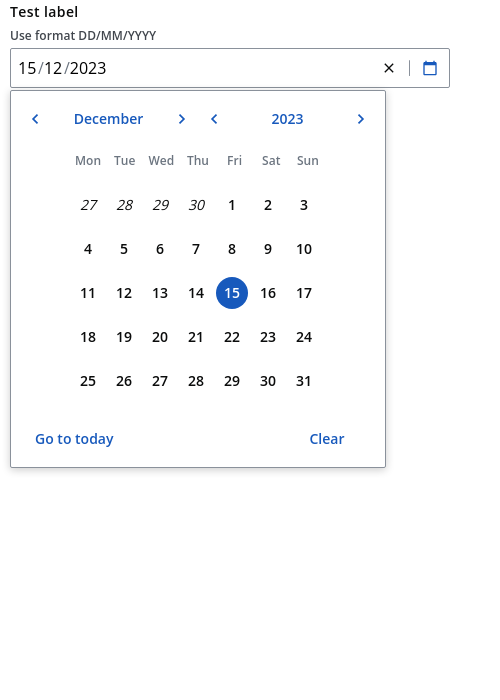 Test label
Use format DD/MM/YYYY
15/12/2023
December 2023
Mon Tue Wed Thu Fri Sat Sun
27 28 29 30 1 2 3
4 5 6 7 8 9 10
11 12 13 14 15 16 17
18 19 20 21 22 23 24
25 26 27 28 29 30 31
Go to today Clear